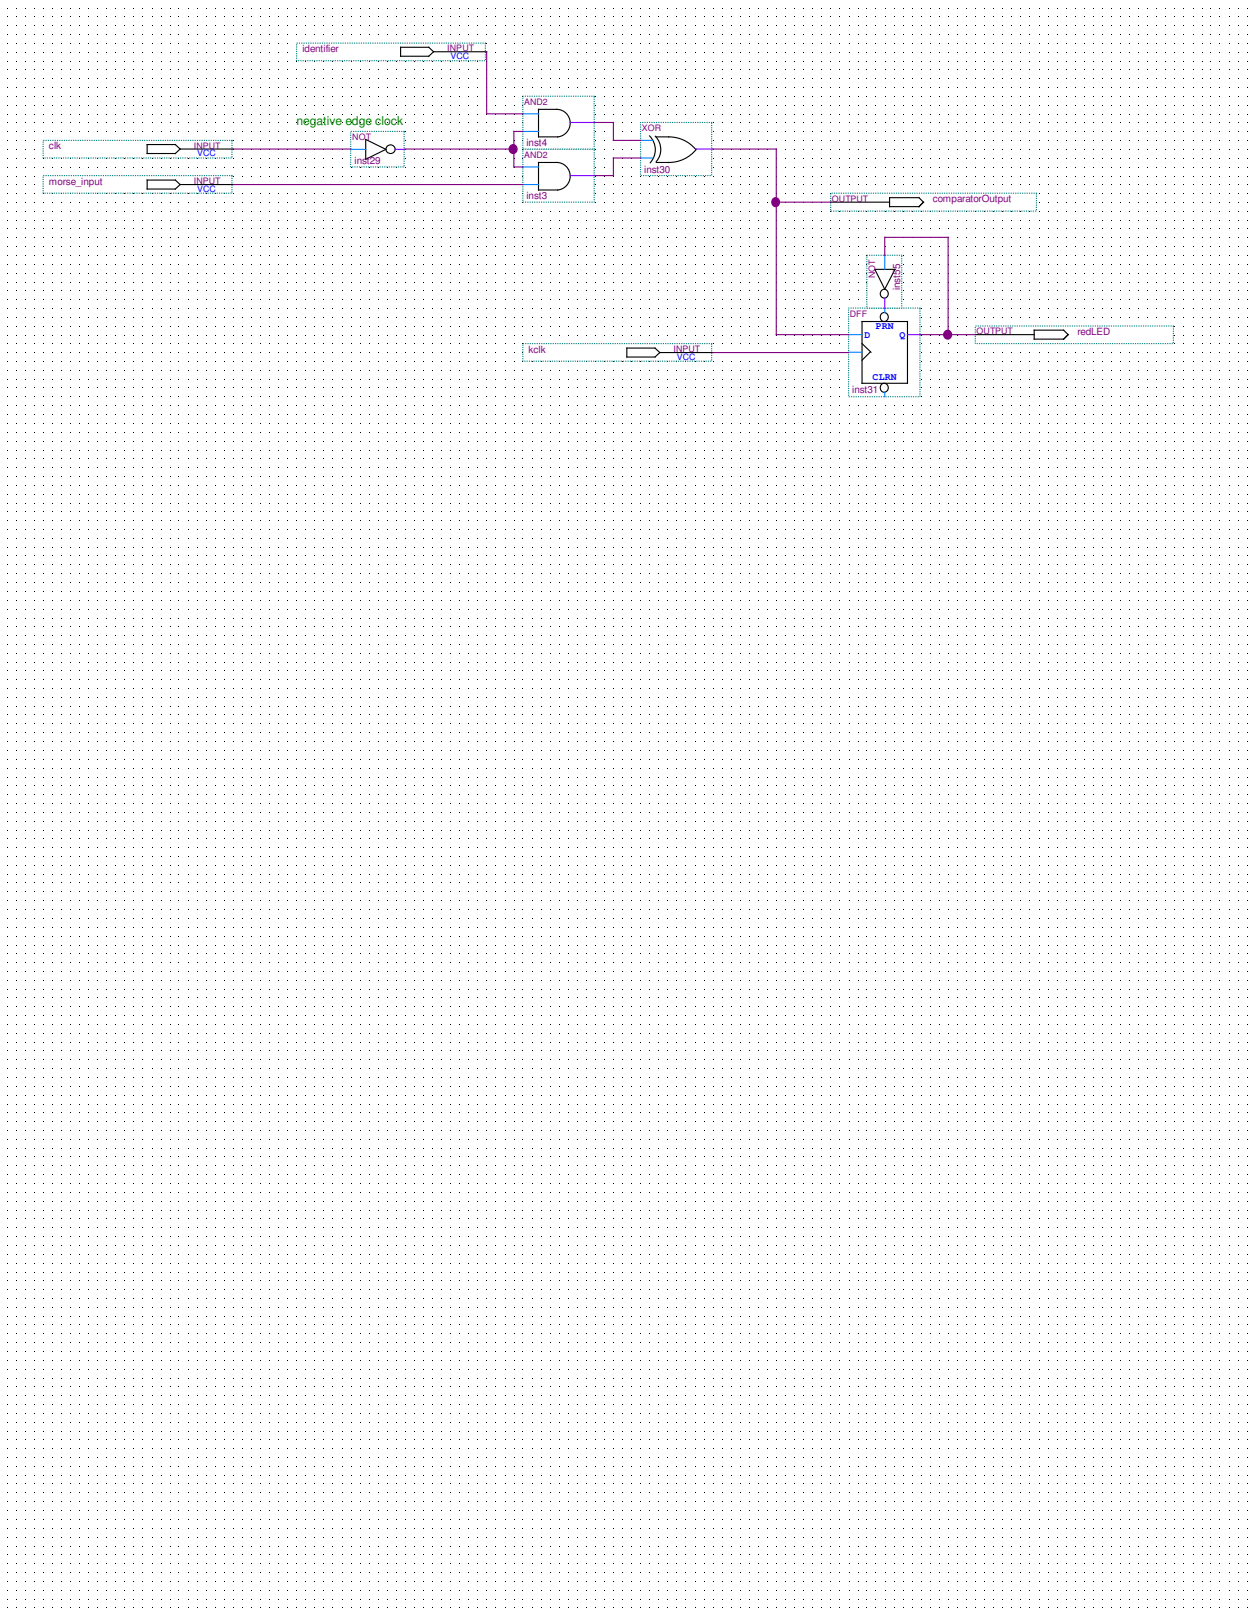 identifier
INPUT
VCC
AND2
inst4
negative edge clock
clk
INPUT
VCC
NOT
inst29
AND2
inst3
XOR
inst30
morse_input
INPUT
VCC
OUTPUT
comparatorOutput
NOT
inst35
DFF
PRN
D
Q
CLRN
inst31
OUTPUT
redLED
kclk
INPUT
VCC